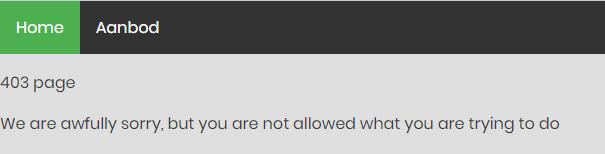 Home Aanbod
403 page
We are awfully sorry, but you are not allowed what you are trying to do